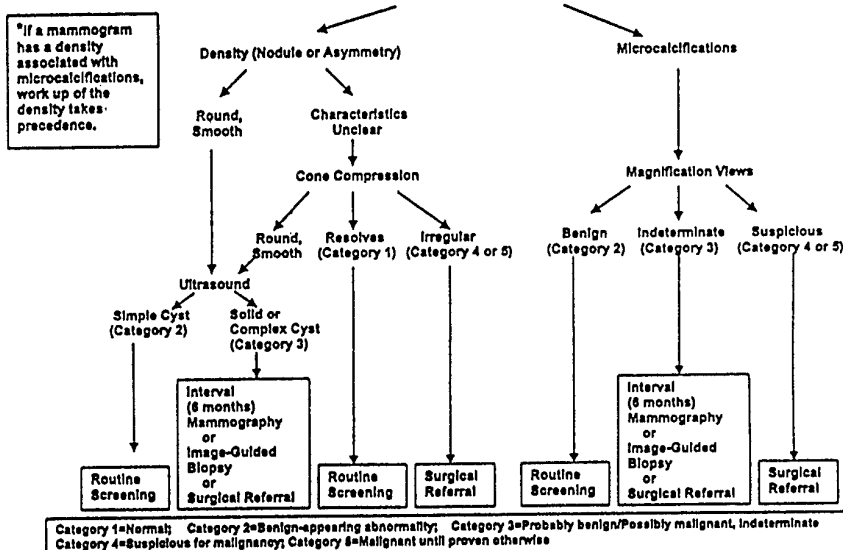 *If a mammogram
has a density
associated with
microcalcifications,
work up of the
density takes
precedence.
Density (Nodule or Asymmetry)
Microcalcifications
Round,
Smooth
Characteristics
Unclear
Cone Compression
Magnification Views
Round,
Smooth
Resolves
(Category 1)
Irregular
(Category 4 or 5)
Benign
(Category 2)
Indeterminate
(Category 3)
Suspicious
(Category 4 or 5)
Ultrasound
Simple Cyst
(Category 2)
Solid or
Complex Cyst
(Category 3)
Routine
Screening
Interval
(6 months)
Mammography
or
Image-Guided
Biopsy
or
Surgical Referral
Routine
Screening
Surgical
Referral
Routine
Screening
Interval
(6 months)
Mammography
or
Image-Guided
Biopsy
or
Surgical Referral
Surgical
Referral
Category 1=Normal; Category 2=Benign-appearing abnormality; Category 3=Probably benign/Possibly malignant, indeterminate
Category 4=Suspicious for malignancy; Category 5=Malignant until proven otherwise